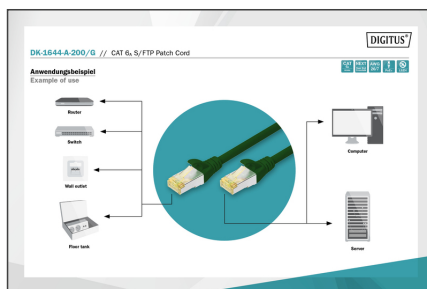 DIGITUS®
DK-1644-A-200/G // CAT 6A S/FTP Patch Cord
Anwendungsbeispiel
Example of use
Router
Switch
Wall outlet
Floor tank
Computer
Server